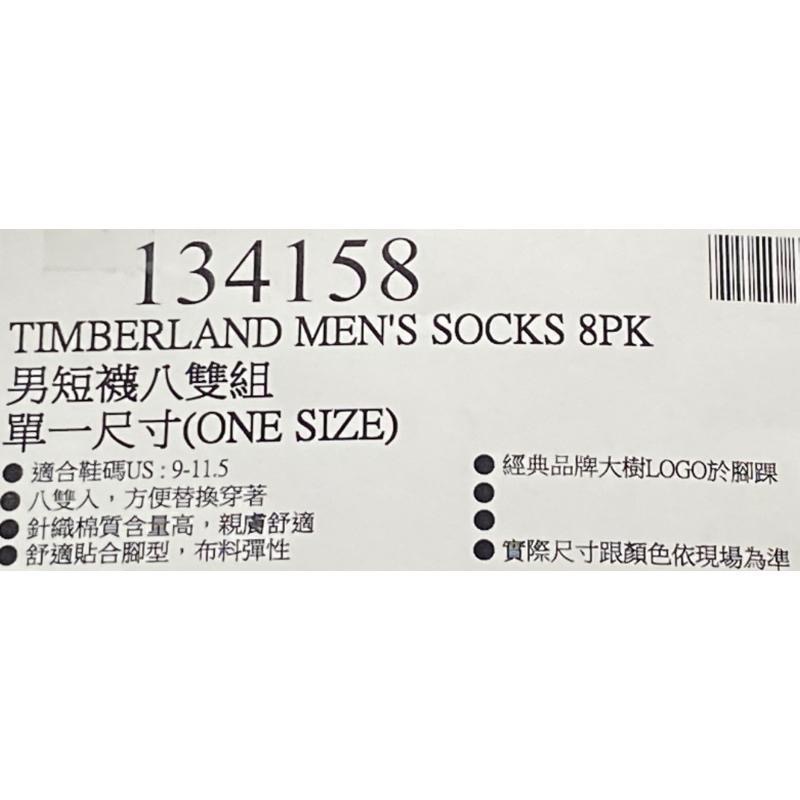 134158
TIMBERLAND MEN'S SOCKS 8PK
男短襪八雙組
單一尺寸(ONE SIZE)
● 適合鞋碼US : 9-11.5
● 八雙入，方便替換穿著
● 針織棉質含量高，親膚舒適
● 舒適貼合腳型，布料彈性
● 經典品牌大樹LOGO於腳踝
●
●
● 實際尺寸跟顏色依現場為準